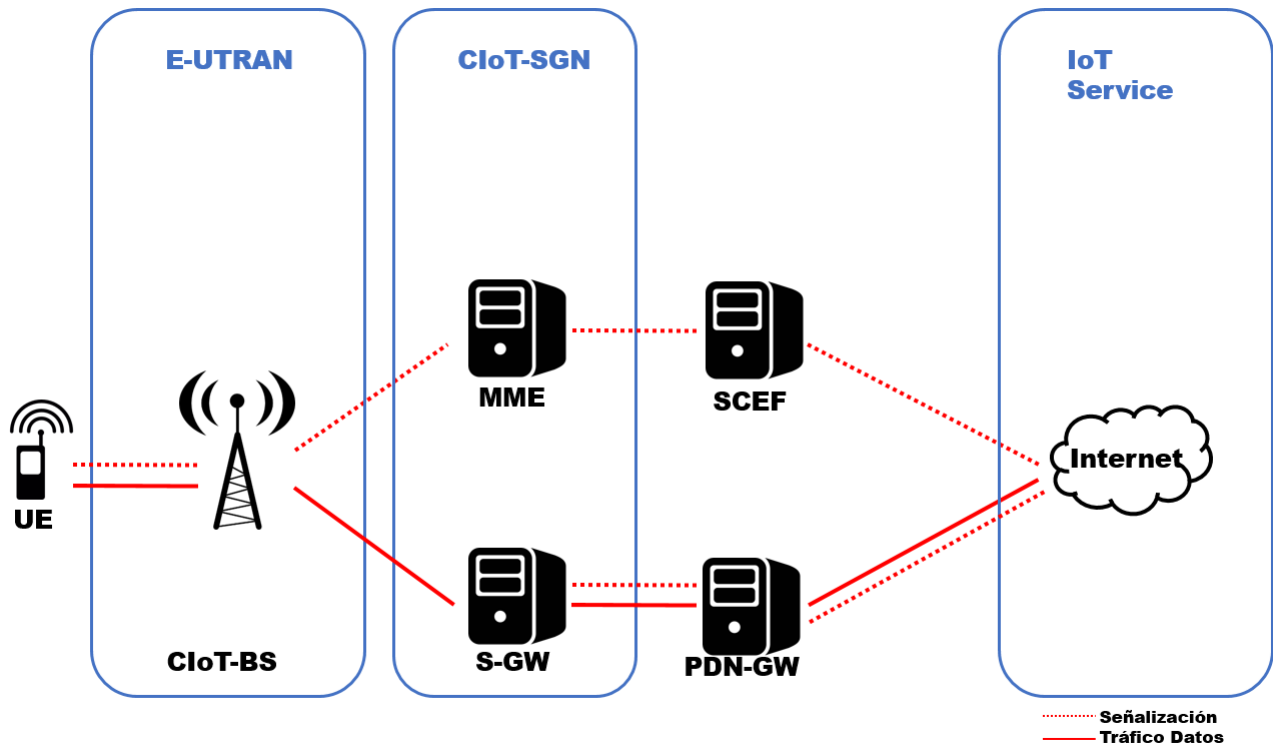 E-UTRAN
CIoT-SGN
IoT
Service
MME
SCEF
Internet
UE
CIoT-BS
S-GW
PDN-GW
Señalización
Tráfico Datos